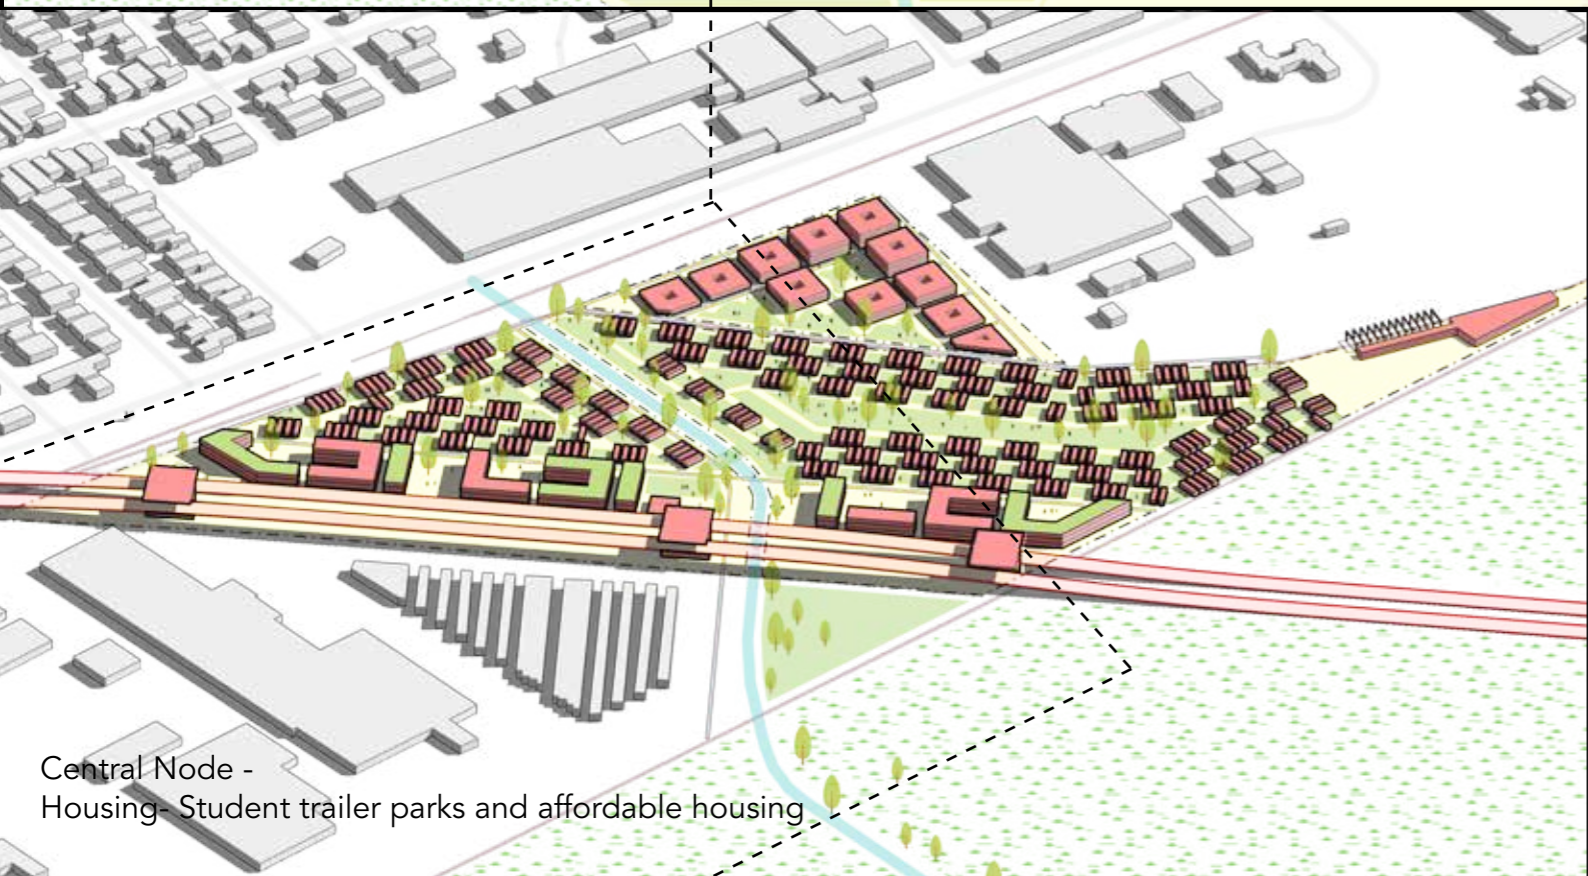 Central Node -
Housing- Student trailer parks and affordable housing